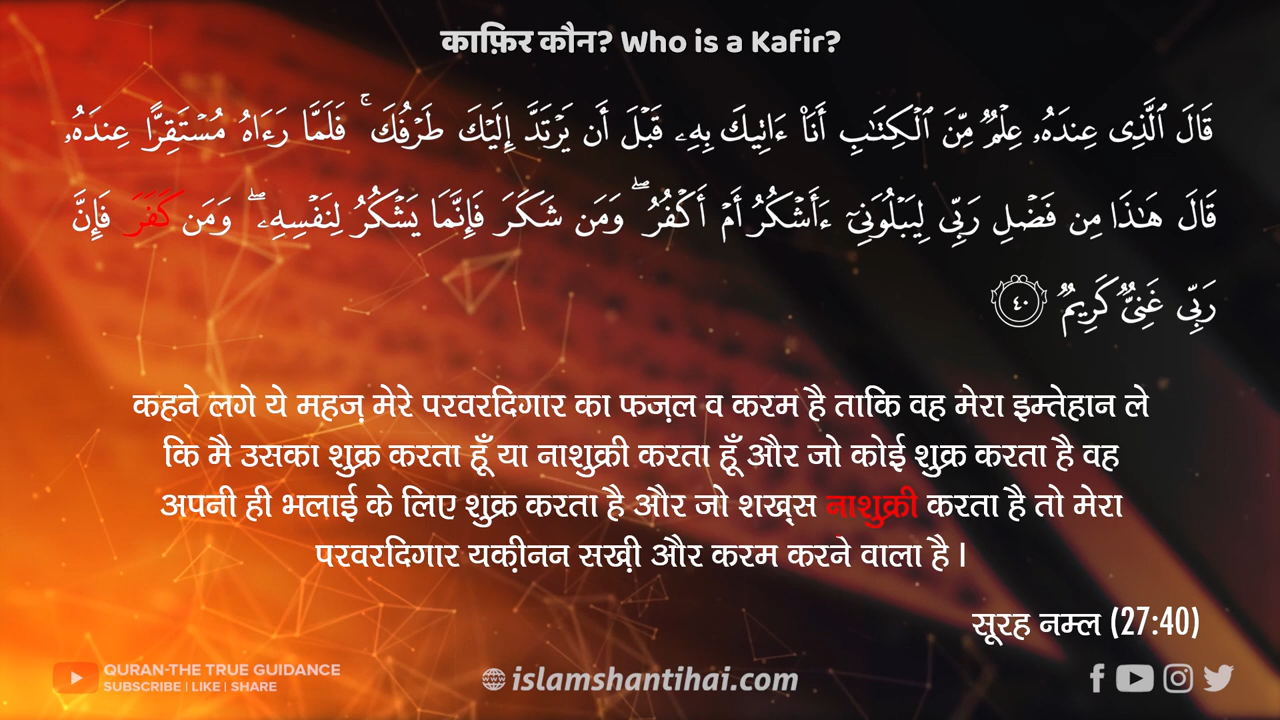 काफ़िर कौन? Who is a Kafir?
قَالَ ٱلَّذِى عِندَهُۥ عِلْمٌ مِّنَ ٱلْكِتَٰبِ أَنَا۠ ءَاتِيكَ بِهِۦ قَبْلَ أَن يَرْتَدَّ إِلَيْكَ طَرْفُكَ ۚ فَلَمَّا رَءَاهُ مُسْتَقِرًّا عِندَهُۥ
قَالَ هَٰذَا مِن فَضْلِ رَبِّى لِيَبْلُوَنِىٓ ءَأَشْكُرُ أَمْ أَكْفُرُ ۖ وَمَن شَكَرَ فَإِنَّمَا يَشْكُرُ لِنَفْسِهِۦ ۖ وَمَن كَفَرَ فَإِنَّ
رَبِّى غَنِىٌّ كَرِيمٌ ٤٠
कहने लगे ये महज़ मेरे परवरदिगार का फज़ल व करम है ताकि वह मेरा इम्तेहान ले
कि मै उसका शुक्र करता हूँ या नाशुक्री करता हूँ और जो कोई शुक्र करता है वह
अपनी ही भलाई के लिए शुक्र करता है और जो शख़्स नाशुक्री करता है तो मेरा
परवरदिगार यक़ीनन सख़ी और करम करने वाला है |
सूरह नम्ल (27:40)
QURAN-THE TRUE GUIDANCE
SUBSCRIBE | LIKE | SHARE
islamshantihai.com